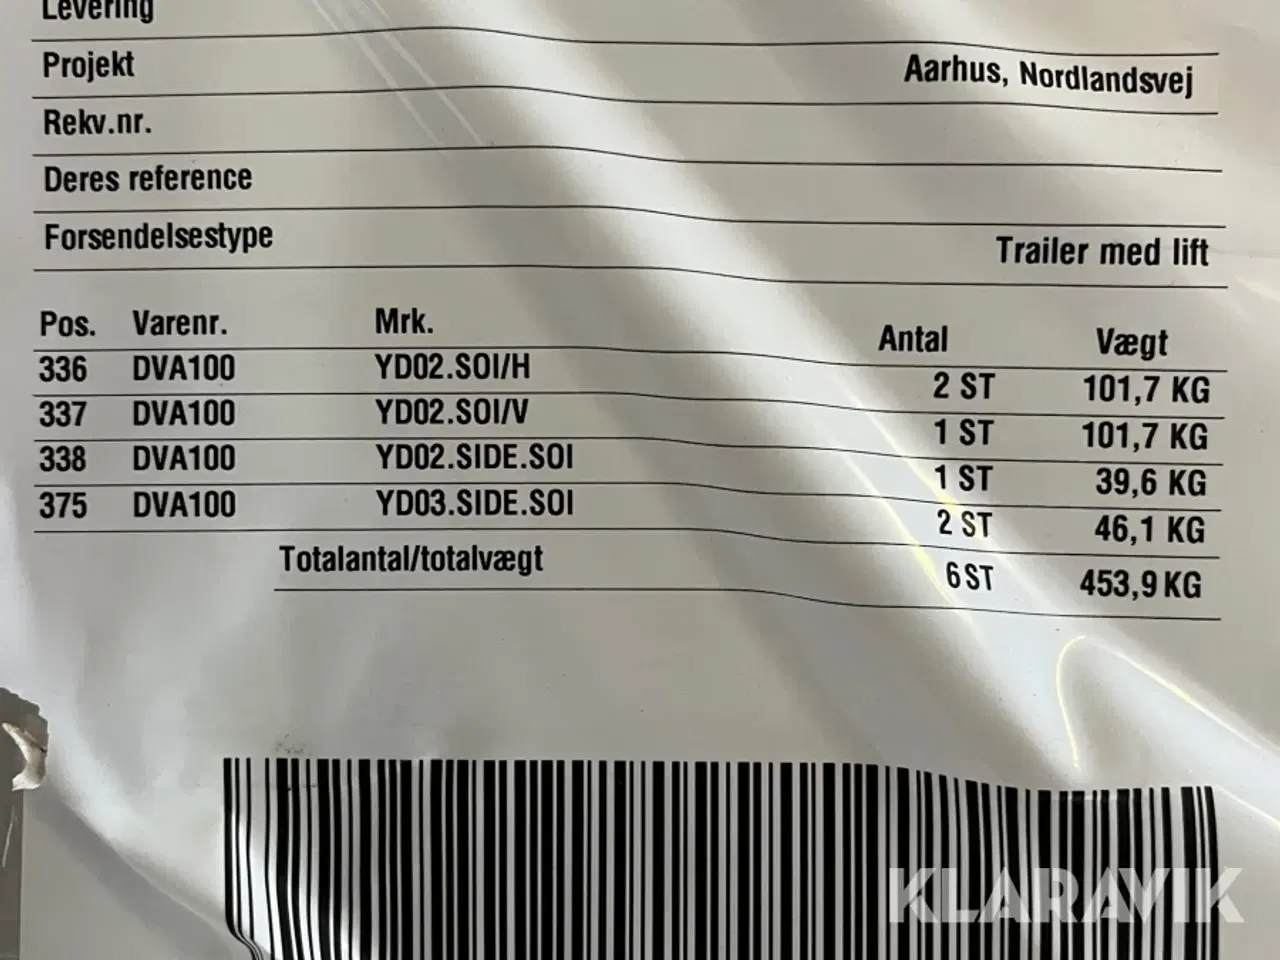 Levering
Projekt Aarhus, Nordlandsvej
Rekv.nr.
Deres reference
Forsendelsestype Trailer med lift
Pos. Varenr. Mrk. Antal Vægt
336 DVA100 YD02.SOI/H 2 ST 101,7 KG
337 DVA100 YD02.SOI/V 1 ST 101,7 KG
338 DVA100 YD02.SIDE.SOI 1 ST 39,6 KG
375 DVA100 YD03.SIDE.SOI 2 ST 46,1 KG
Totalantal/totalvægt 6 ST 453,9 KG
KLARAVIK